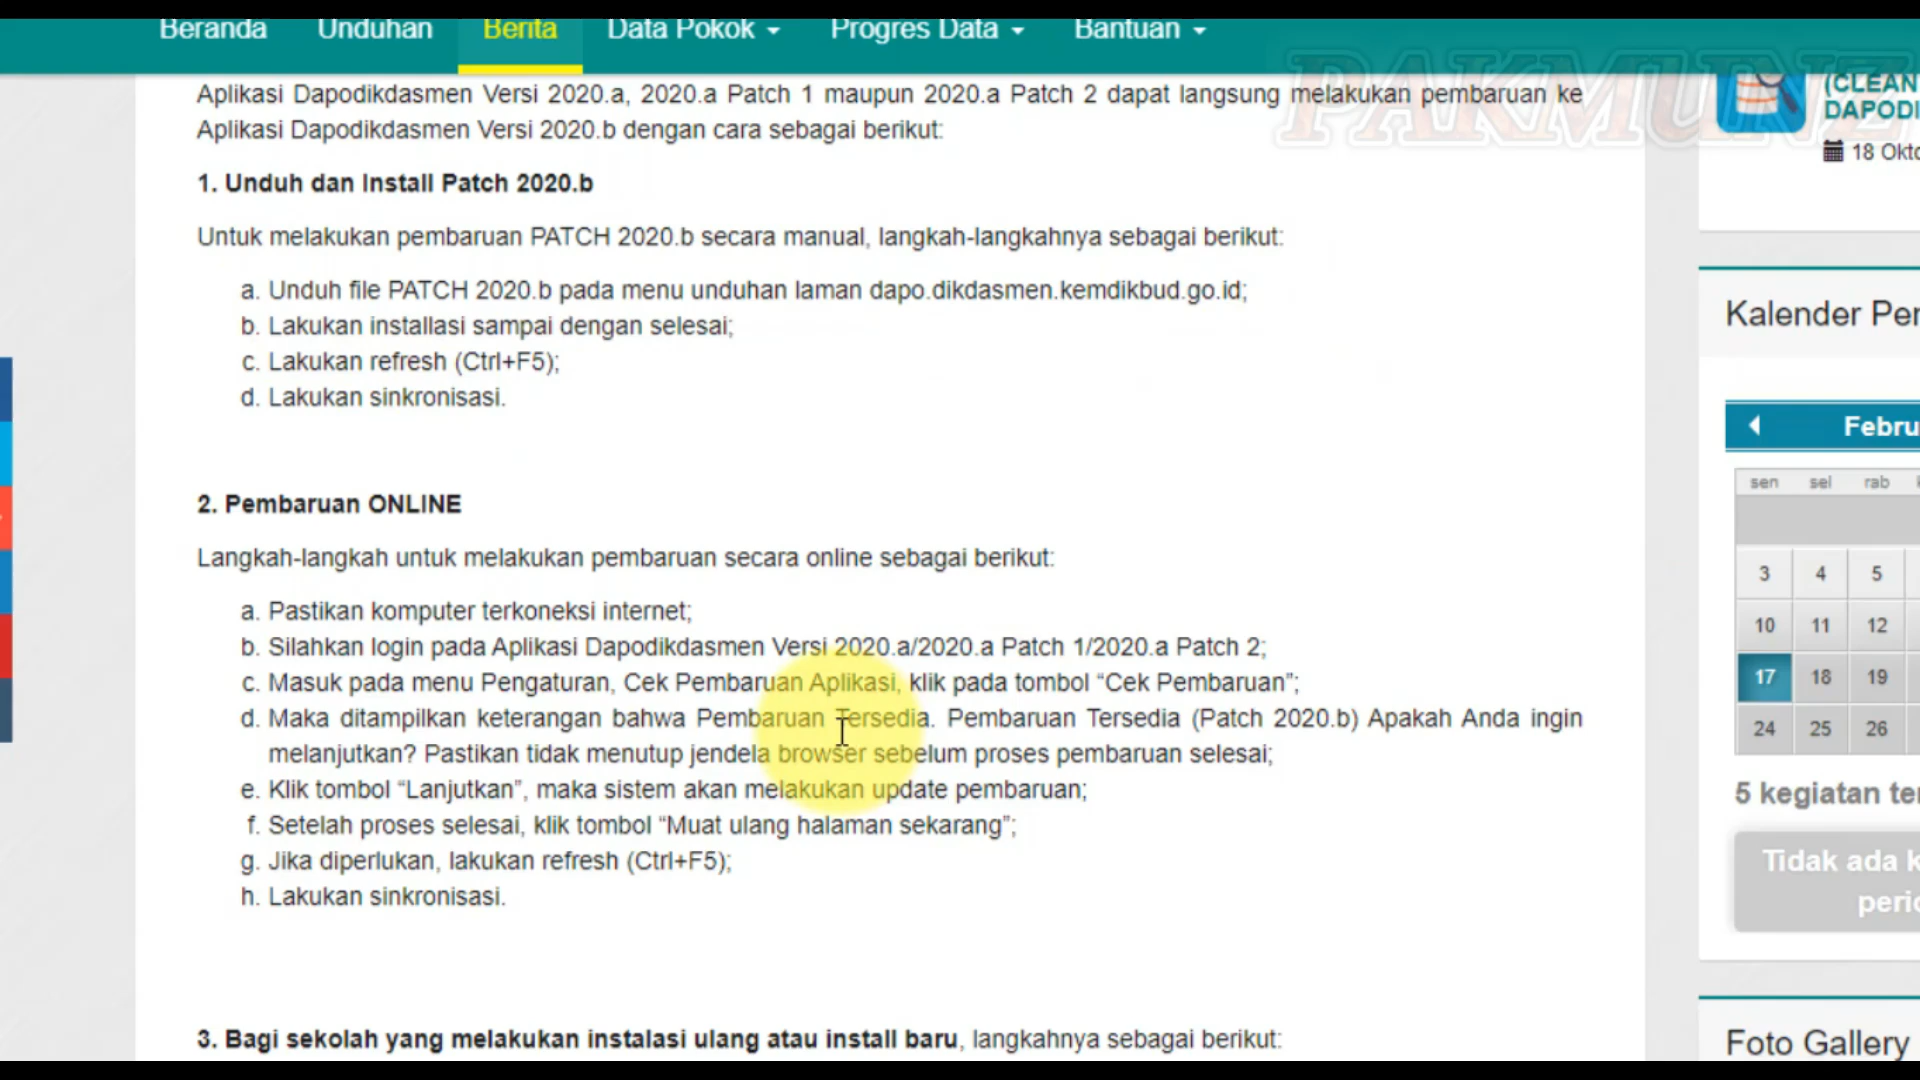 Beranda Unduhan Berita Data Pokok Progres Data Bantuan
PAKMUNZ
Aplikasi Dapodikdasmen Versi 2020.a, 2020.a Patch 1 maupun 2020.a Patch 2 dapat langsung melakukan pembaruan ke
Aplikasi Dapodikdasmen Versi 2020.b dengan cara sebagai berikut:
1. Unduh dan Install Patch 2020.b
Untuk melakukan pembaruan PATCH 2020.b secara manual, langkah-langkahnya sebagai berikut:
a. Unduh file PATCH 2020.b pada menu unduhan laman dapo.dikdasmen.kemdikbud.go.id;
b. Lakukan installasi sampai dengan selesai;
c. Lakukan refresh (Ctrl+F5);
d. Lakukan sinkronisasi.
2. Pembaruan ONLINE
Langkah-langkah untuk melakukan pembaruan secara online sebagai berikut:
a. Pastikan komputer terkoneksi internet;
b. Silahkan login pada Aplikasi Dapodikdasmen Versi 2020.a/2020.a Patch 1/2020.a Patch 2;
c. Masuk pada menu Pengaturan, Cek Pembaruan Aplikasi, klik pada tombol “Cek Pembaruan”;
d. Maka ditampilkan keterangan bahwa Pembaruan Tersedia. Pembaruan Tersedia (Patch 2020.b) Apakah Anda ingin
melanjutkan? Pastikan tidak menutup jendela browser sebelum proses pembaruan selesai;
e. Klik tombol “Lanjutkan”, maka sistem akan melakukan update pembaruan;
f. Setelah proses selesai, klik tombol “Muat ulang halaman sekarang”;
g. Jika diperlukan, lakukan refresh (Ctrl+F5);
h. Lakukan sinkronisasi.
3. Bagi sekolah yang melakukan instalasi ulang atau install baru, langkahnya sebagai berikut:
(CLEAN
DAPODI
18 Okto
Kalender Per
Febru
sen sel rab
3 4 5
10 11 12
17 18 19
24 25 26
5 kegiatan te
Tidak ada k
perio
Foto Gallery